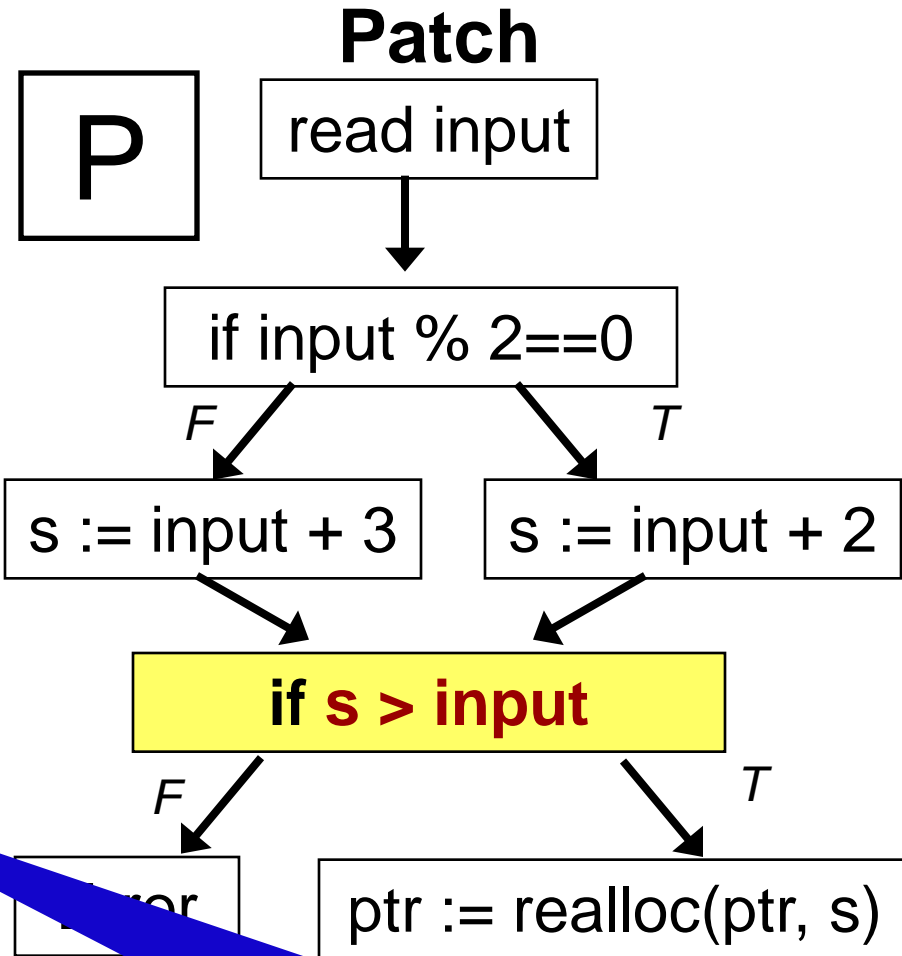 Patch
P
read input
if input % 2==0
F
T
s := input + 3
s := input + 2
if s > input
F
T
ptr := realloc(ptr, s)